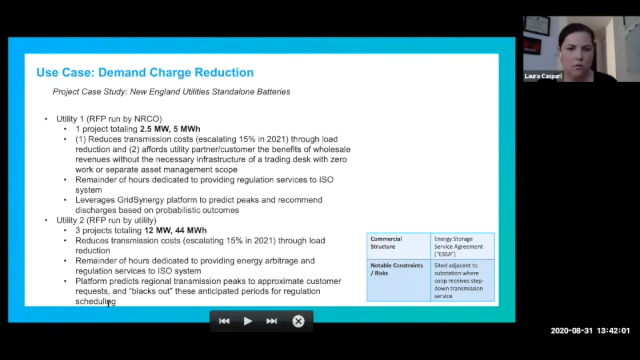 Use Case: Demand Charge Reduction
Project Case Study: New England Utilities Standalone Batteries
• Utility 1 (RFP run by NRCO)
• 1 project totaling 2.5 MW, 5 MWh
• (1) Reduces transmission costs (escalating 15% in 2021) through load
reduction and (2) affords utility partner/customer the benefits of wholesale
revenues without the necessary infrastructure of a trading desk with zero
work or separate asset management scope
• Remainder of hours dedicated to providing regulation services to ISO
system
• Leverages GridSynergy platform to predict peaks and recommend
discharges based on probabilistic outcomes
• Utility 2 (RFP run by utility)
• 3 projects totaling 12 MW, 44 MWh
• Reduces transmission costs (escalating 15% in 2021) through load
reduction
• Remainder of hours dedicated to providing energy arbitrage and
regulation services to ISO system
• Platform predicts regional transmission peaks to approximate customer
requests, and "blacks out" these anticipated periods for regulation
scheduling
Commercial
Structure
Energy Storage
Service Agreement
("ESSA")
Notable Constraints
/ Risks
Sited adjacent to
substation where
coop receives step-
down transmission
service
Laura Caspari
2020-08-31 13:42:01